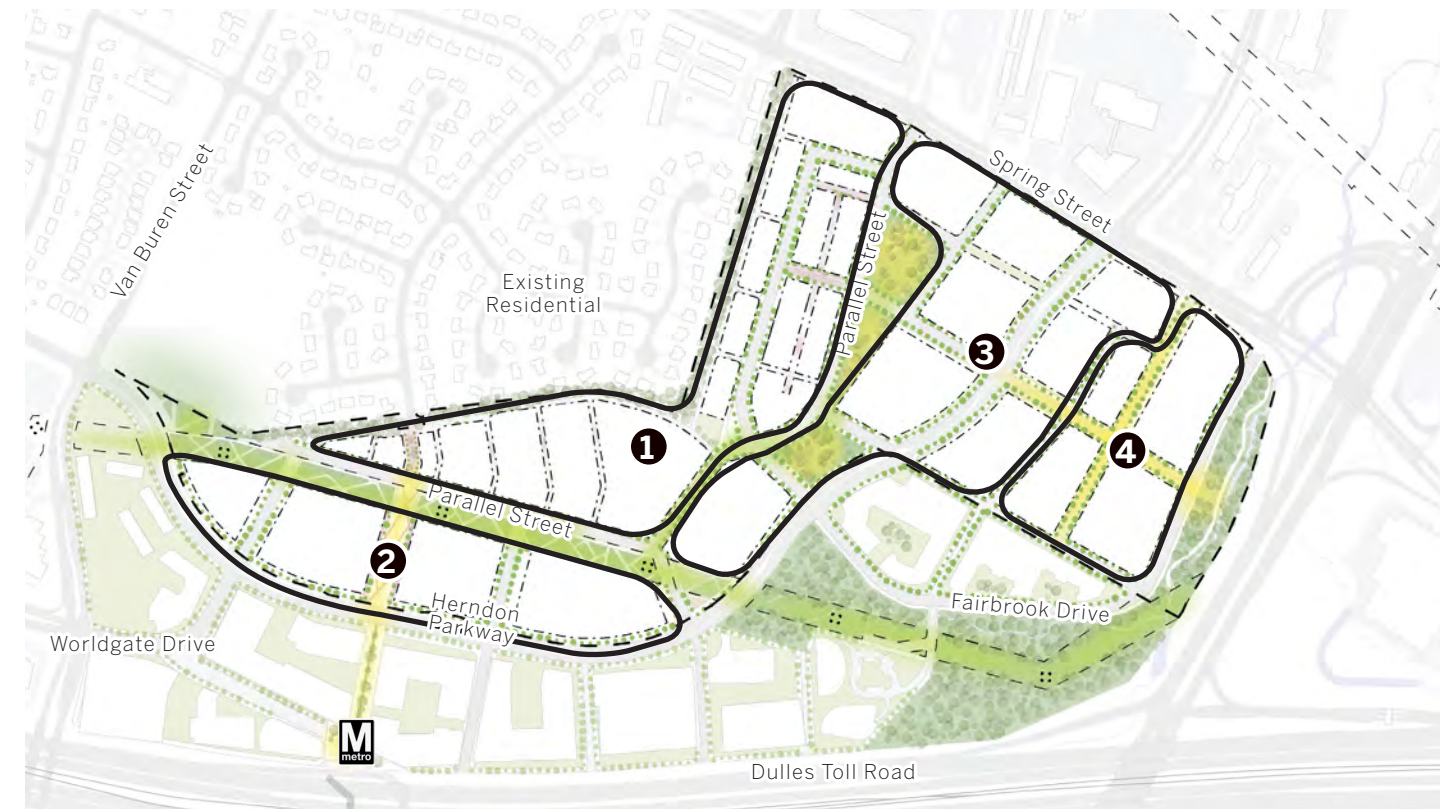 Spring Street
Van Buren Street
Parallel Street
Existing
Residential
3
1
4
Parallel Street
2
Herndon
Parkway
Fairbrook Drive
Worldgate Drive
M
metro
Dulles Toll Road